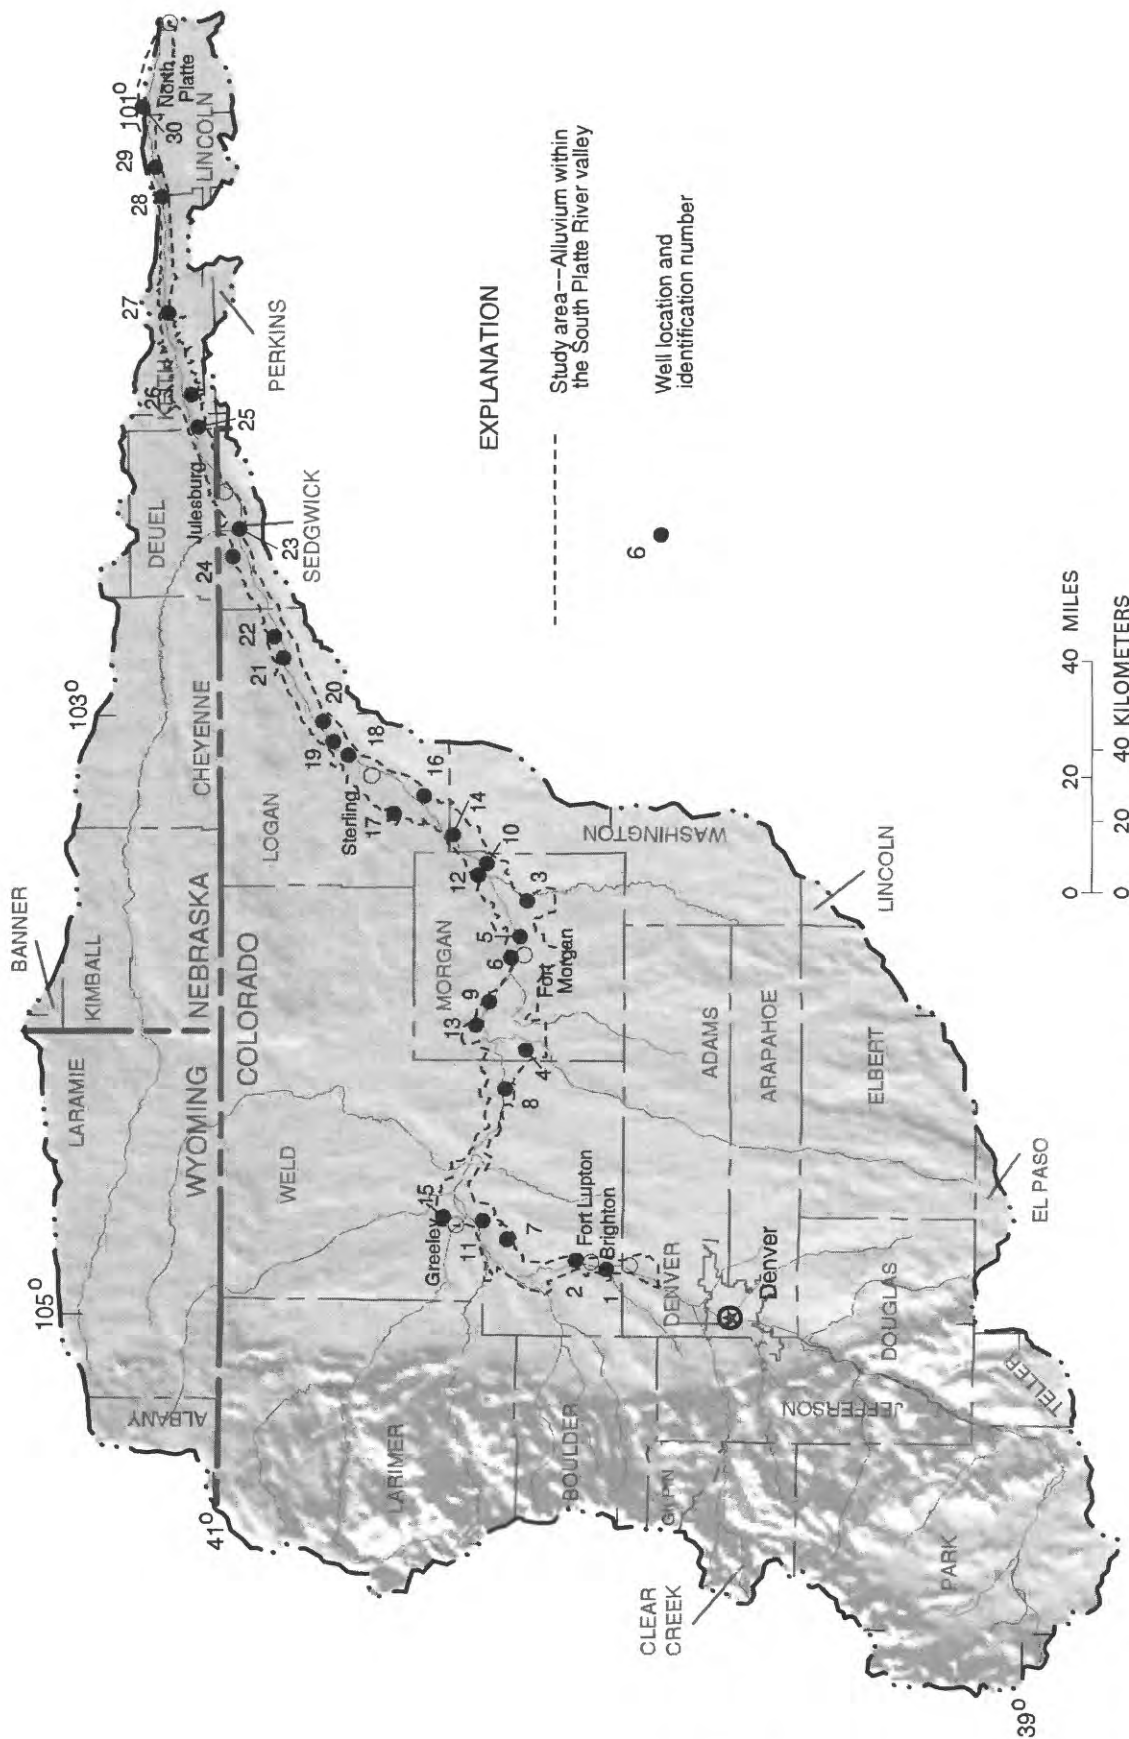 BANNER
KIMBALL
LARAMIE
WYOMING
NEBRASKA
COLORADO
CHEYENNE
DEUEL
KEITH
LINCOLN
PERKINS
SEDGWICK
LOGAN
WELD
MORGAN
WASHINGTON
ADAMS
ARAPAHOE
ELBERT
LINCOLN
EL PASO
DENVER
DOUGLAS
TELLER
JEFFERSON
PARK
CLEAR
CREEK
BOULDER
LARIMER
ALBANY
North
Platte
Julesburg
Sterling
Fort
Morgan
Greeley
Fort Lupton
Brighton
Denver
105°
103°
101°
41°
39°
1
2
3
4
5
6
7
8
9
10
11
12
13
14
15
16
17
18
19
20
21
22
23
24
25
26
27
28
29
30
EXPLANATION
Study area---Alluvium within
the South Platte River valley
6
Well location and
identification number
0 20 40 MILES
0 20 40 KILOMETERS